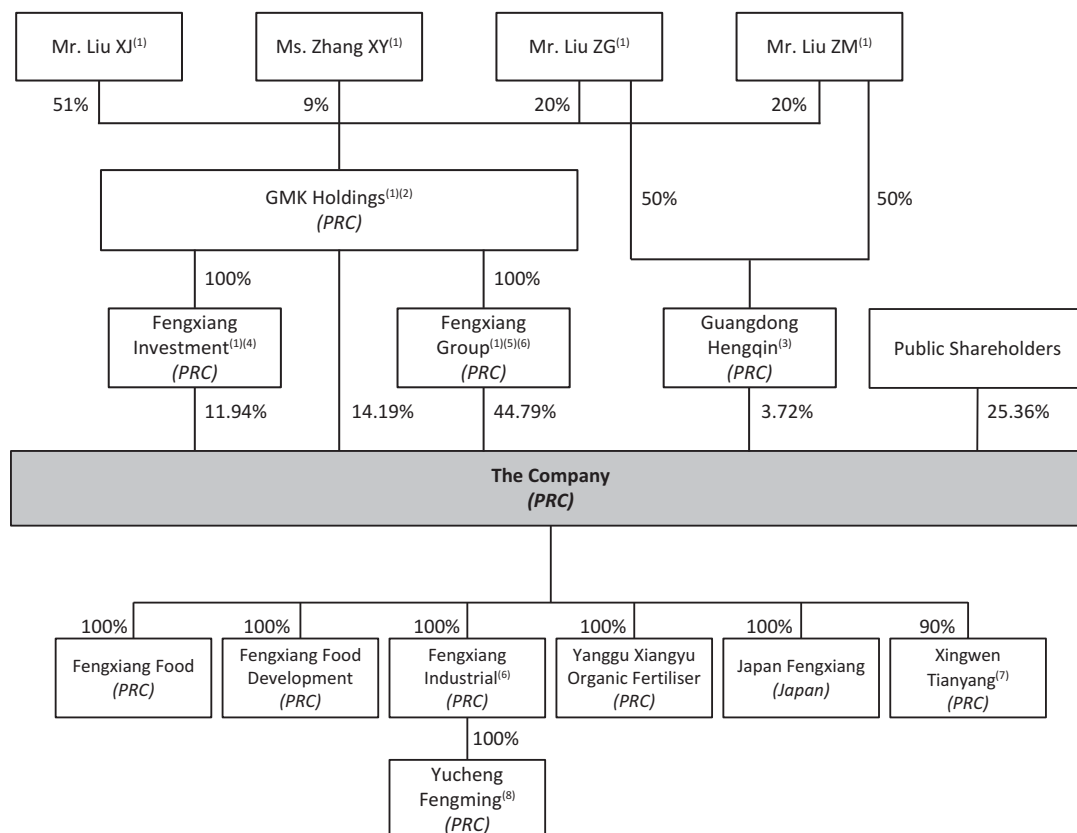 Mr. Liu XJ(1)
Ms. Zhang XY(1)
Mr. Liu ZG(1)
Mr. Liu ZM(1)
51%
9%
20%
20%
GMK Holdings(1)(2)
(PRC)
50%
50%
100%
100%
Fengxiang
Investment(1)(4)
(PRC)
Fengxiang
Group(1)(5)(6)
(PRC)
Guangdong
Hengqin(3)
(PRC)
Public Shareholders
11.94%
14.19%
44.79%
3.72%
25.36%
The Company
(PRC)
100%
100%
100%
100%
100%
90%
Fengxiang Food
(PRC)
Fengxiang Food
Development
(PRC)
Fengxiang
Industrial(6)
(PRC)
Yanggu Xiangyu
Organic Fertiliser
(PRC)
Japan Fengxiang
(Japan)
Xingwen
Tianyang(7)
(PRC)
100%
Yucheng
Fengming(8)
(PRC)